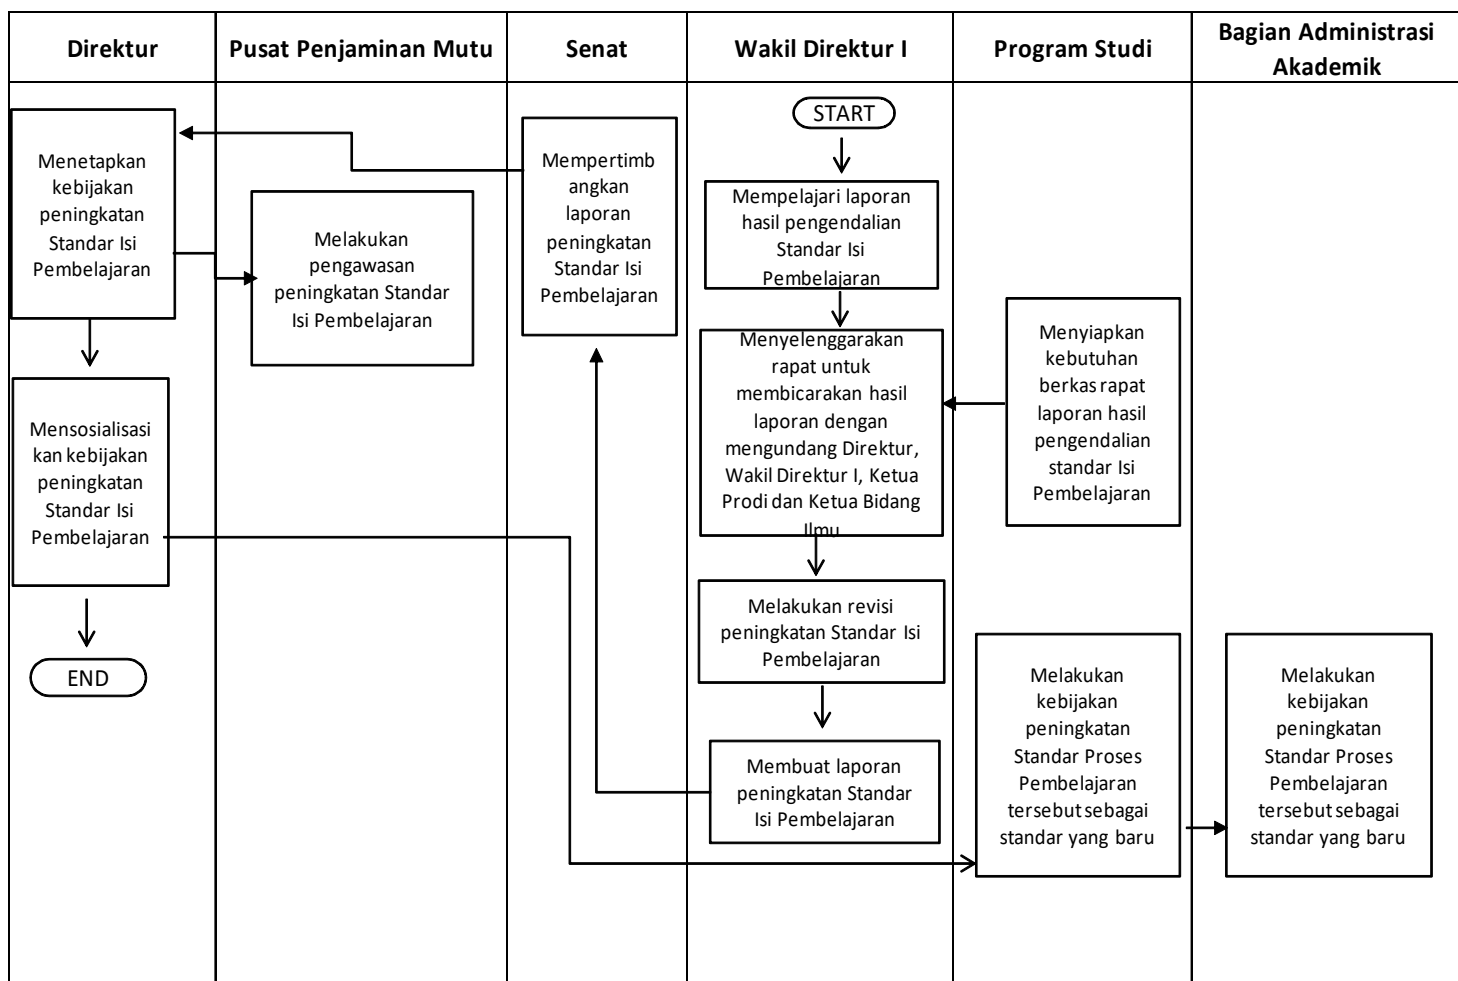 Direktur
Pusat Penjaminan Mutu
Senat
Wakil Direktur I
Program Studi
Bagian Administrasi
Akademik
Menetapkan
kebijakan
peningkatan
Standar Isi
Pembelajaran
Mensosialisasi
kan kebijakan
peningkatan
Standar Isi
Pembelajaran
END
Melakukan
pengawasan
peningkatan Standar
Isi Pembelajaran
Mempertimb
angkan
laporan
peningkatan
Standar Isi
Pembelajaran
START
Mempelajari laporan
hasil pengendalian
Standar Isi
Pembelajaran
Menyelenggarakan
rapat untuk
membicarakan hasil
laporan dengan
mengundang Direktur,
Wakil Direktur I, Ketua
Prodi dan Ketua Bidang
Ilmu
Melakukan revisi
peningkatan Standar Isi
Pembelajaran
Membuat laporan
peningkatan Standar
Isi Pembelajaran
Menyiapkan
kebutuhan
berkas rapat
laporan hasil
pengendalian
standar Isi
Pembelajaran
Melakukan
kebijakan
peningkatan
Standar Proses
Pembelajaran
tersebut sebagai
standar yang baru
Melakukan
kebijakan
peningkatan
Standar Proses
Pembelajaran
tersebut sebagai
standar yang baru